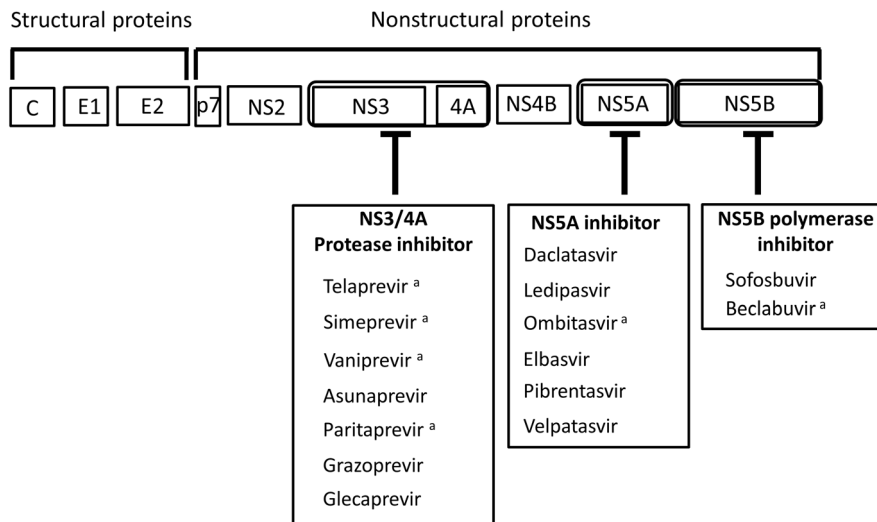 Structural proteins
Nonstructural proteins
C E1 E2 p7 NS2 NS3 4A NS4B NS5A NS5B
NS3/4A
Protease inhibitor
Telaprevir ᵃ
Simeprevir ᵃ
Vaniprevir ᵃ
Asunaprevir
Paritaprevir ᵃ
Grazoprevir
Glecaprevir
NS5A inhibitor
Daclatasvir
Ledipasvir
Ombitasvir ᵃ
Elbasvir
Pibrentasvir
Velpatasvir
NS5B polymerase
inhibitor
Sofosbuvir
Beclabuvir ᵃ